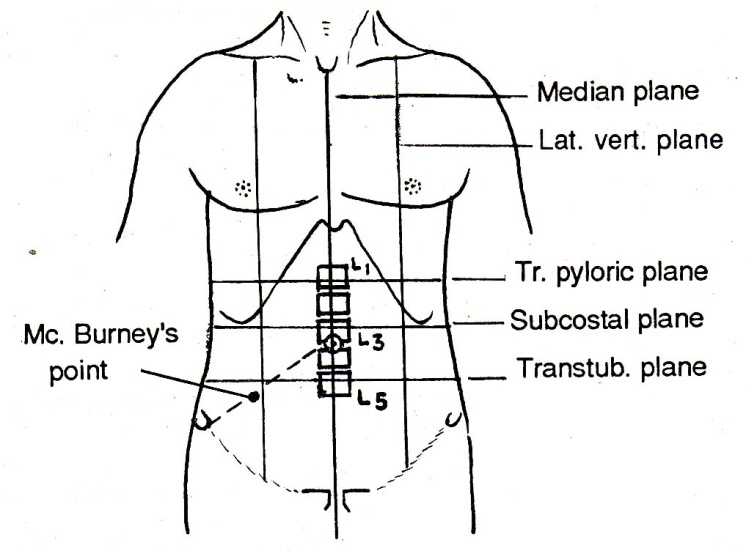 Median plane
Lat. vert. plane
L1
Tr. pyloric plane
Subcostal plane
Mc. Burney's
point
L3
Transtub. plane
L5